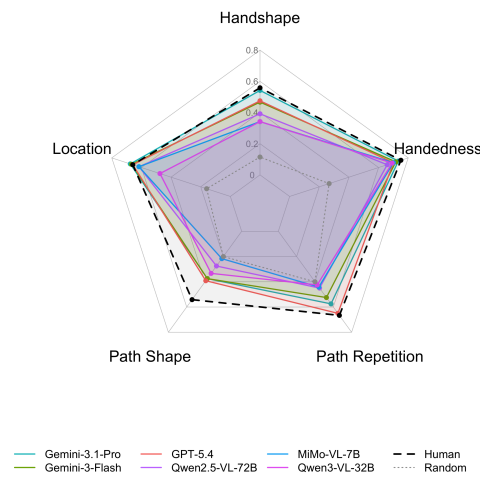 Handshape
0.8
0.6
0.4
0.2
0
Location
Handedness
Path Shape
Path Repetition
Gemini-3.1-Pro
GPT-5.4
MiMo-VL-7B
Human
Gemini-3-Flash
Qwen2.5-VL-72B
Qwen3-VL-32B
Random